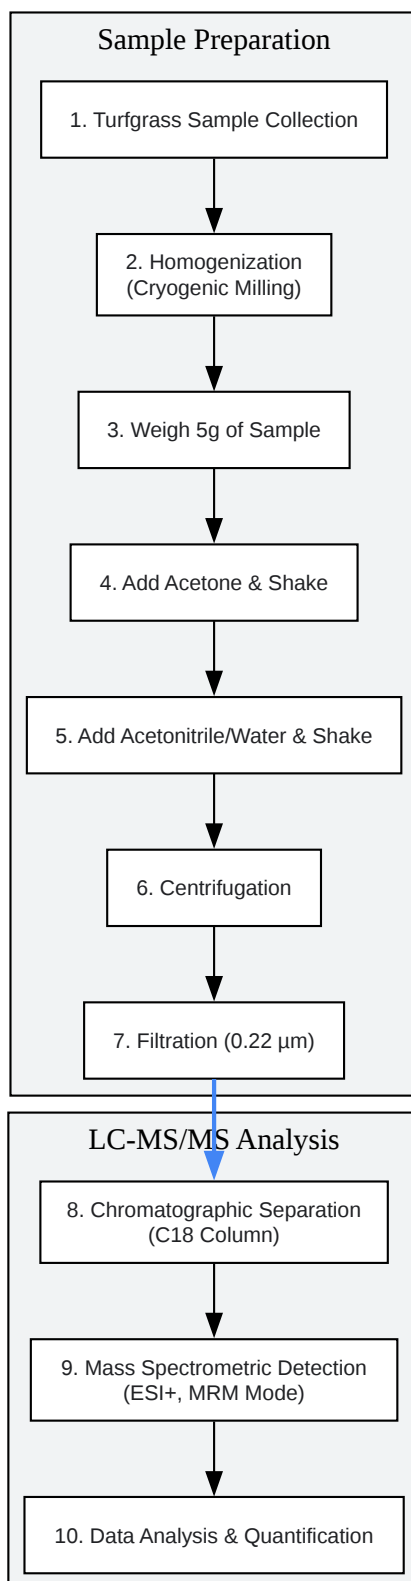 Sample Preparation
1. Turfgrass Sample Collection
2. Homogenization
(Cryogenic Milling)
3. Weigh 5g of Sample
4. Add Acetone & Shake
5. Add Acetonitrile/Water & Shake
6. Centrifugation
7. Filtration (0.22 µm)
LC-MS/MS Analysis
8. Chromatographic Separation
(C18 Column)
9. Mass Spectrometric Detection
(ESI+, MRM Mode)
10. Data Analysis & Quantification